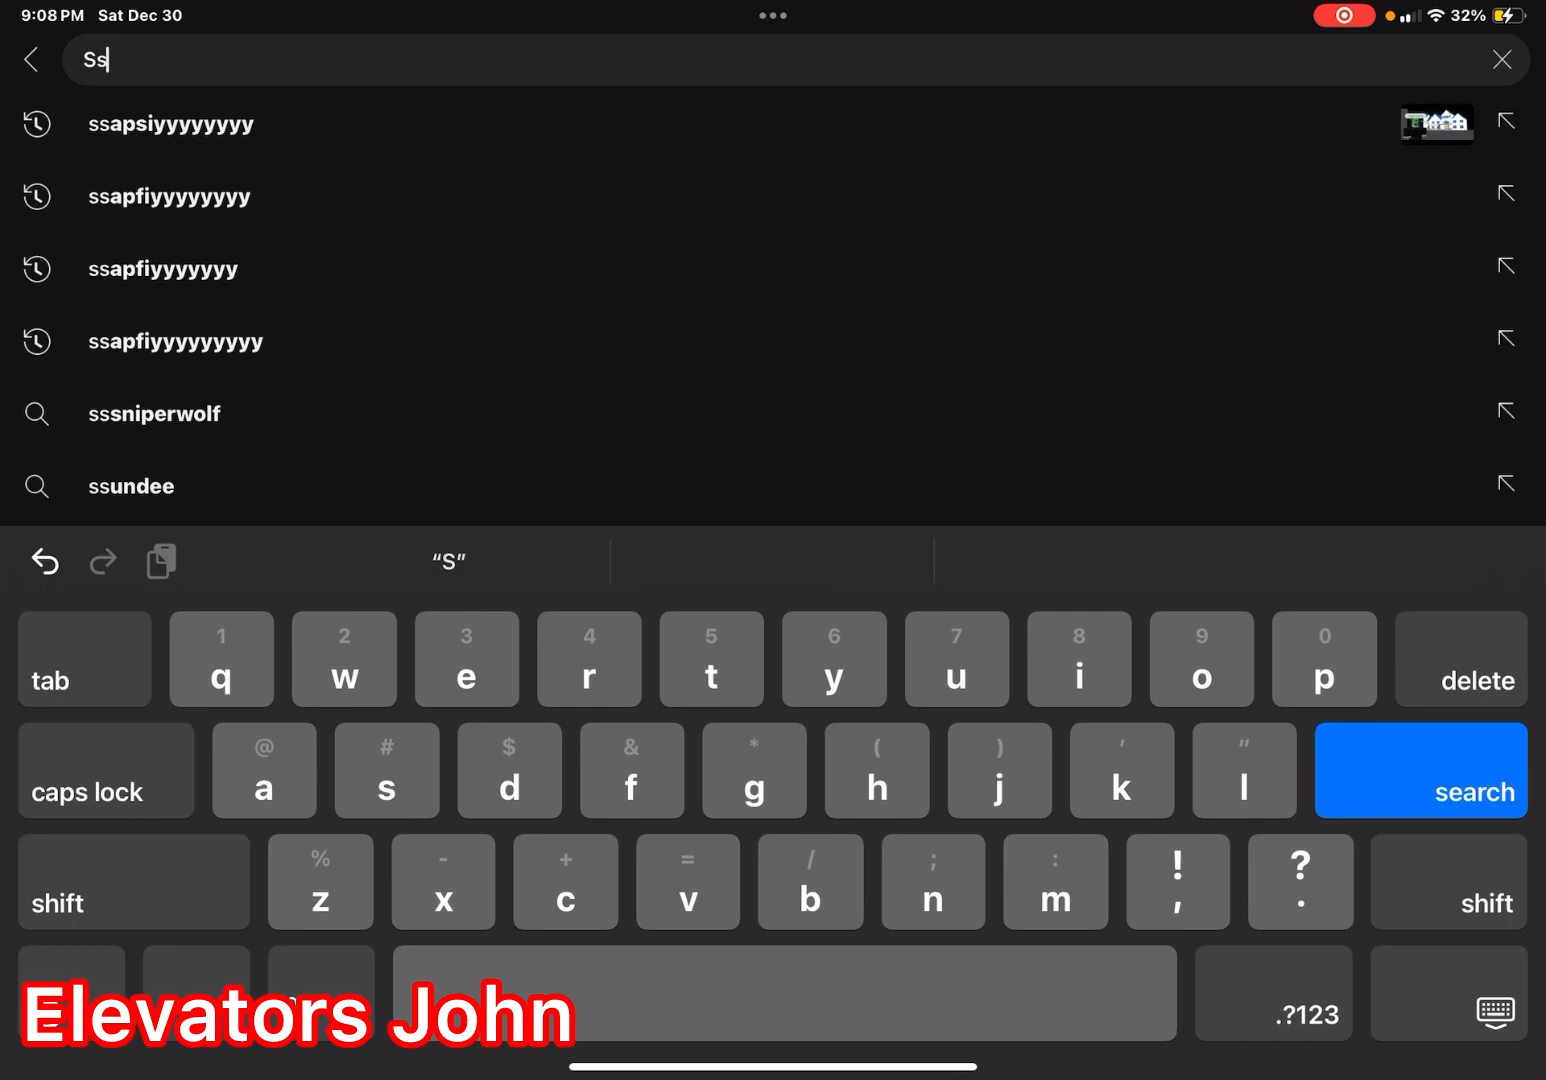 9:08 PM Sat Dec 30
32%
Ss
ssapsiyyyyyyyy
ssapfiyyyyyyyy
ssapfiyyyyyyy
ssapfiyyyyyyyyy
sssniperwolf
ssundee
“S”
1 2 3 4 5 6 7 8 9 0
tab q w e r t y u i o p delete
@ # $ & * ( ) ' "
caps lock a s d f g h j k l search
% - + = / ; : ! ?
shift z x c v b n m , . shift
.?123
Elevators John